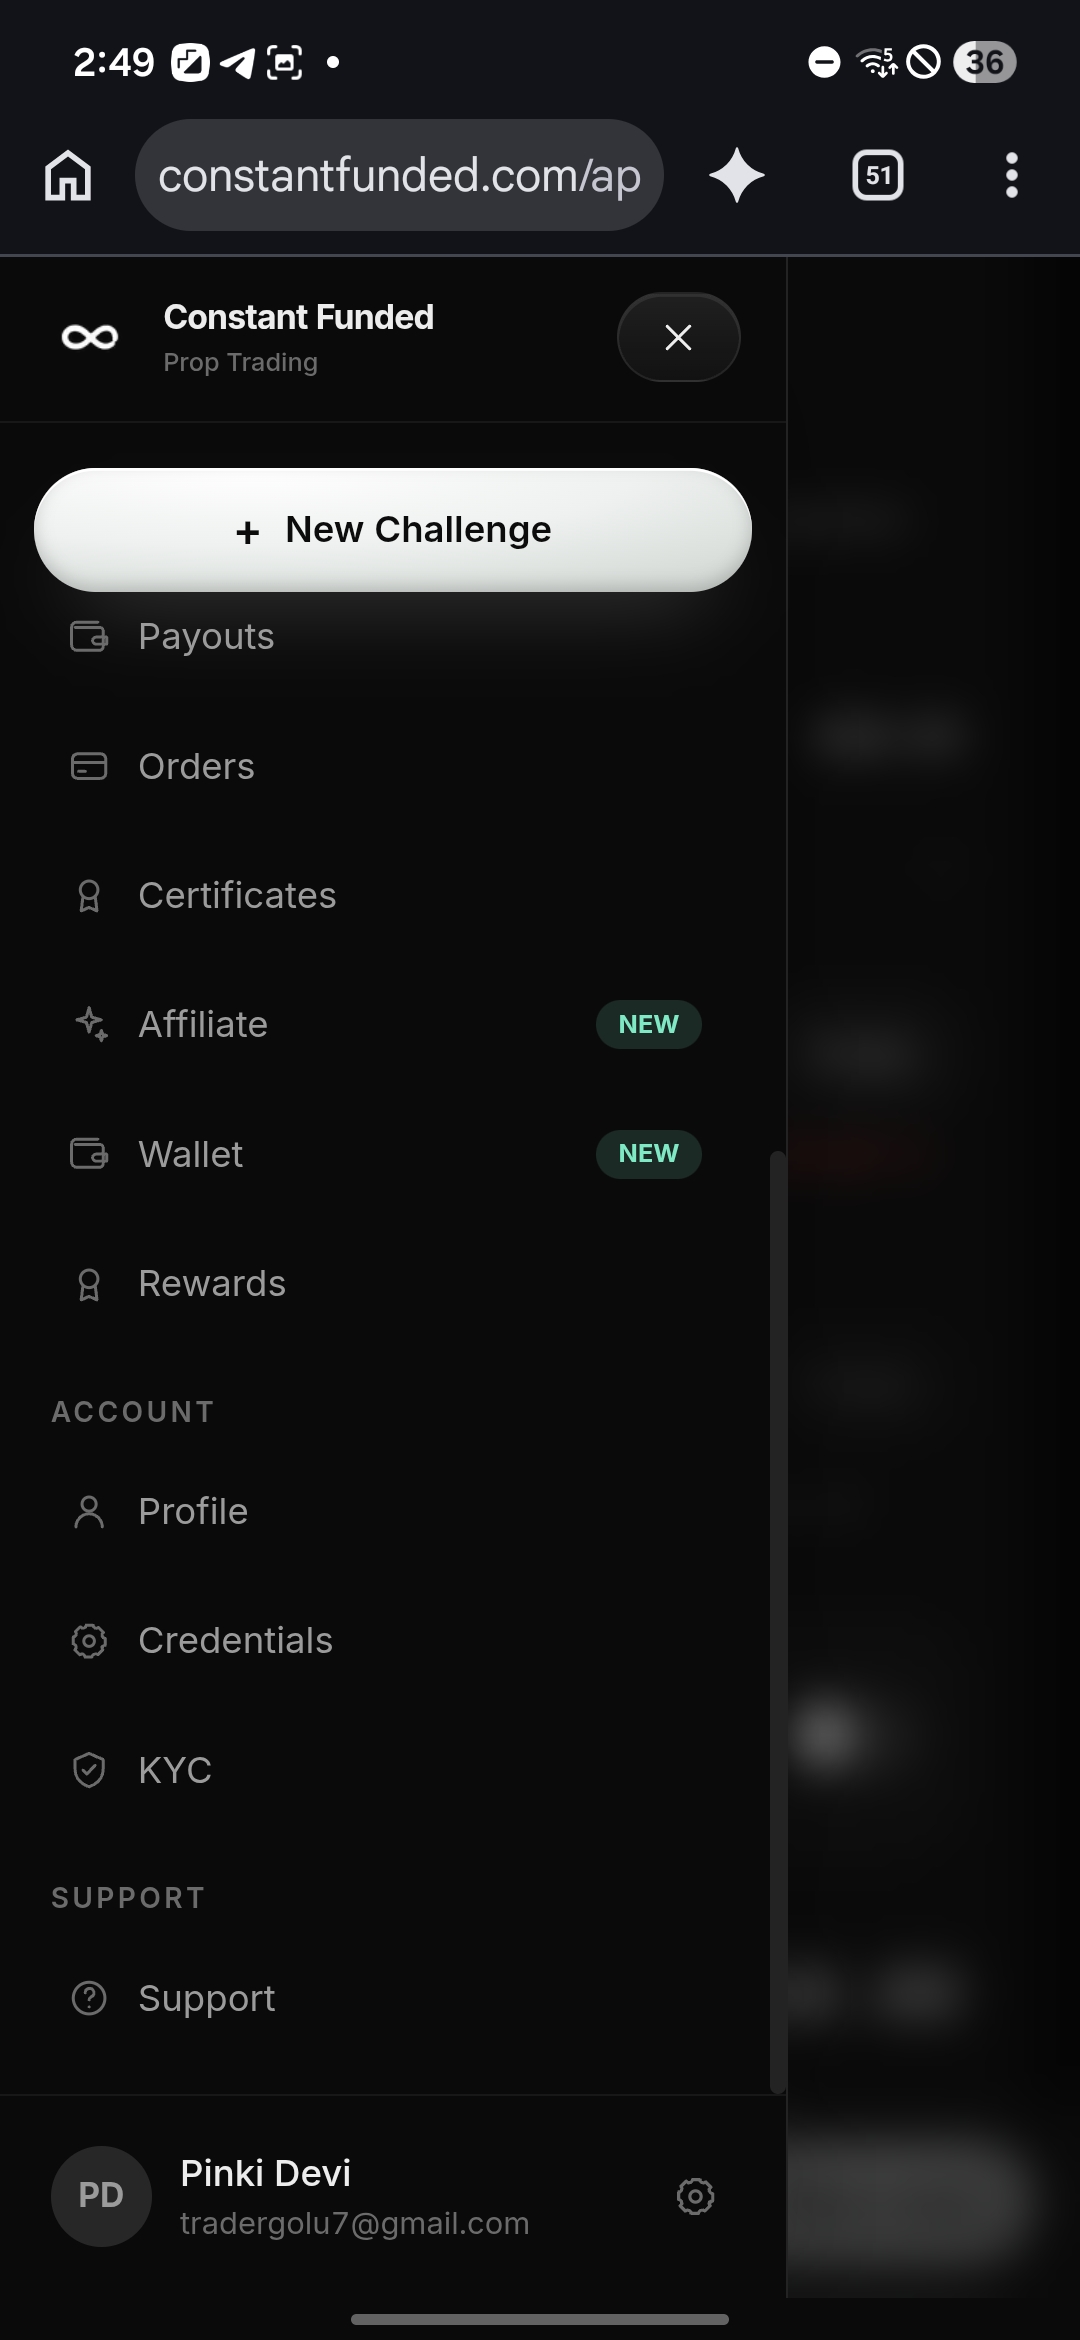 2:49
5
36
constantfunded.com/ap
51
Constant Funded
Prop Trading
+ New Challenge
Payouts
Orders
Certificates
Affiliate NEW
Wallet NEW
Rewards
ACCOUNT
Profile
Credentials
KYC
SUPPORT
Support
PD
Pinki Devi
tradergolu7@gmail.com